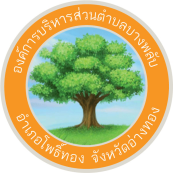 องค์การบริหารส่วนตำบลบางพลับ
อำเภอโพธิ์ทอง จังหวัดอ่างทอง